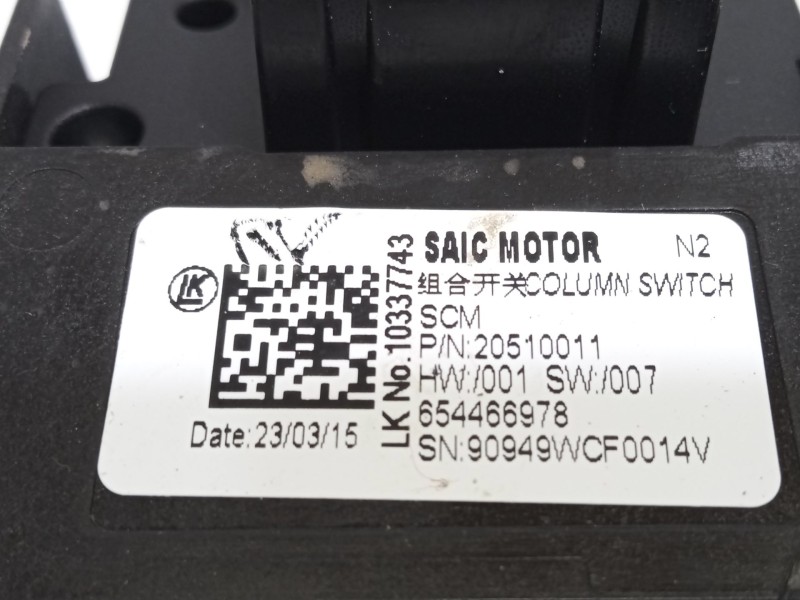 SAIC MOTOR N2
组合开关COLUMN SWITCH
SCM
P/N:20510011
HW:/001 SW:/007
654466978
SN:90949WCF0014V
LK No.10337743
LK
Date:23/03/15